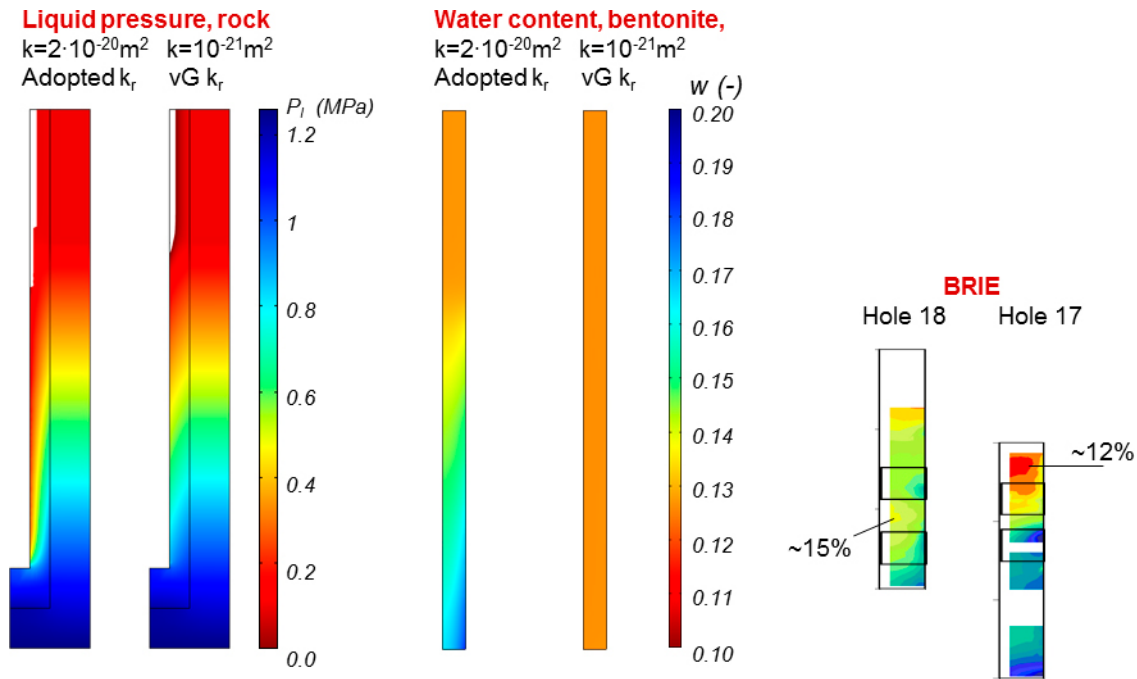 Liquid pressure, rock
k=2·10⁻²⁰m² k=10⁻²¹m²
Adopted kᵣ vG kᵣ
Pₗ (MPa)
1.2
1
0.8
0.6
0.4
0.2
0.0
Water content, bentonite,
k=2·10⁻²⁰m² k=10⁻²¹m²
Adopted kᵣ vG kᵣ
w (-)
0.20
0.19
0.18
0.17
0.16
0.15
0.14
0.13
0.12
0.11
0.10
BRIE
Hole 18 Hole 17
~12%
~15%